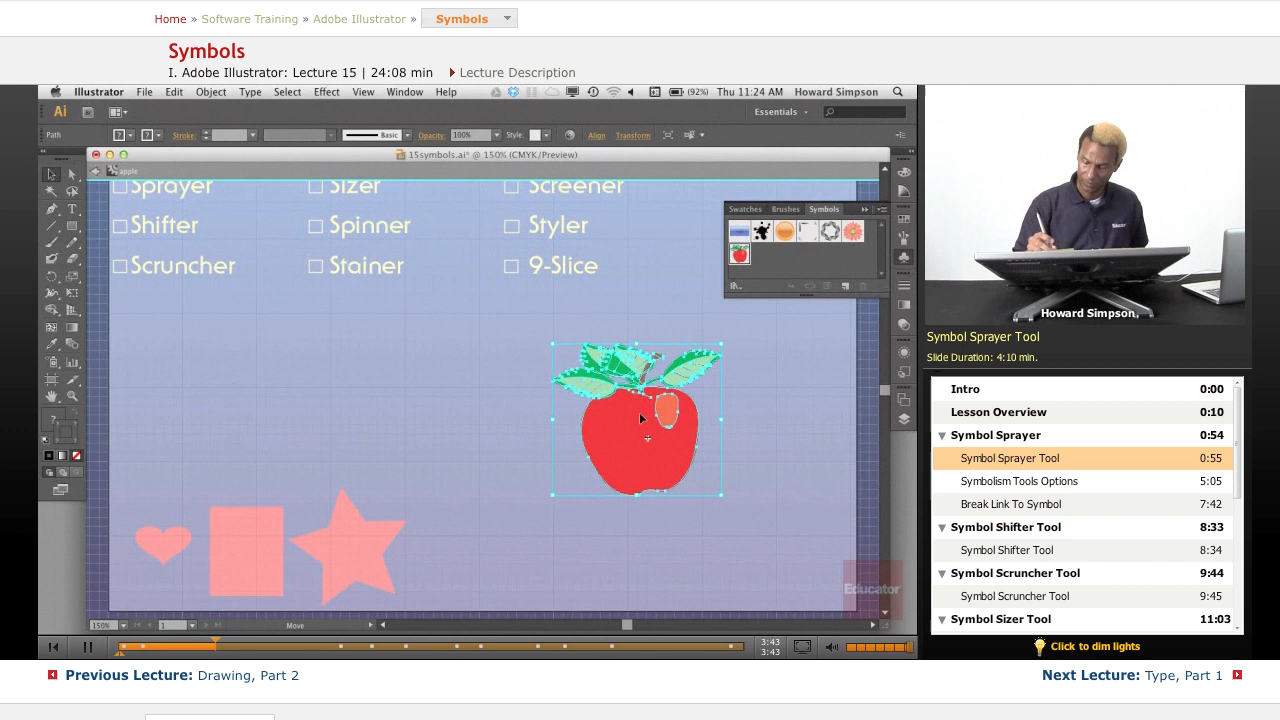 Home » Software Training » Adobe Illustrator » Symbols
Symbols
I. Adobe Illustrator: Lecture 15 | 24:08 min Lecture Description
Illustrator File Edit Object Type Select Effect View Window Help (92%) Thu 11:24 AM Howard Simpson
Ai Essentials
Path Stroke: Basic Opacity: 100% Style: Align Transform
15symbols.ai* @ 150% (CMYK/Preview)
apple
Sprayer Sizer Screener
Shifter Spinner Styler
Scruncher Stainer 9-Slice
Swatches Brushes Symbols
Educator
150% 1 Move
3:43
3:43
Howard Simpson
Symbol Sprayer Tool
Slide Duration: 4:10 min.
Intro 0:00
Lesson Overview 0:10
Symbol Sprayer 0:54
Symbol Sprayer Tool 0:55
Symbolism Tools Options 5:05
Break Link To Symbol 7:42
Symbol Shifter Tool 8:33
Symbol Shifter Tool 8:34
Symbol Scruncher Tool 9:44
Symbol Scruncher Tool 9:45
Symbol Sizer Tool 11:03
Click to dim lights
Previous Lecture: Drawing, Part 2
Next Lecture: Type, Part 1